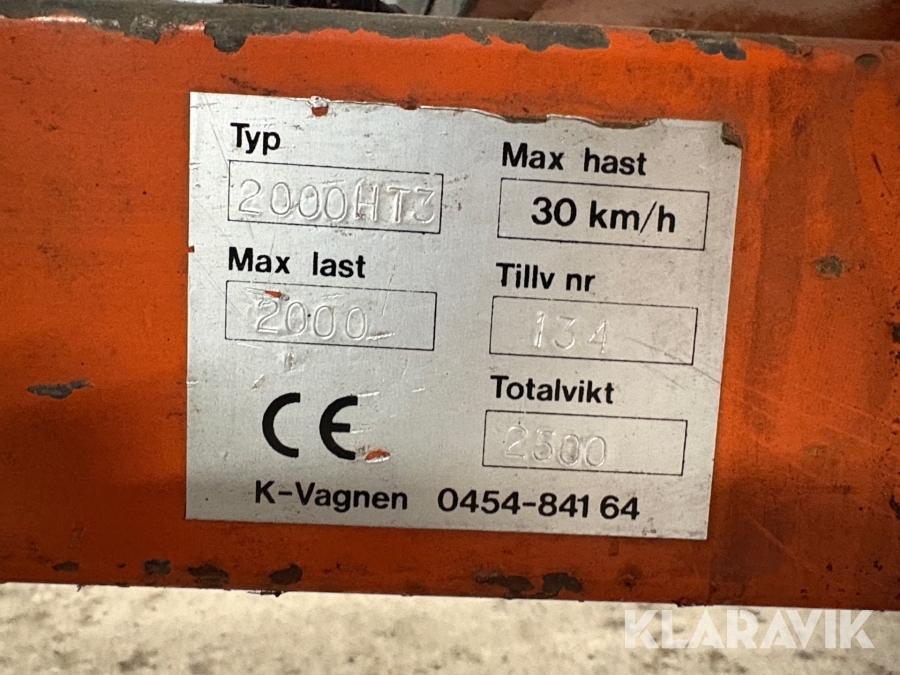 Typ
2000HT3
Max last
2000
Max hast
30 km/h
Tillv nr
134
Totalvikt
2500
CE
K-Vagnen 0454-841 64
KLARAVIK